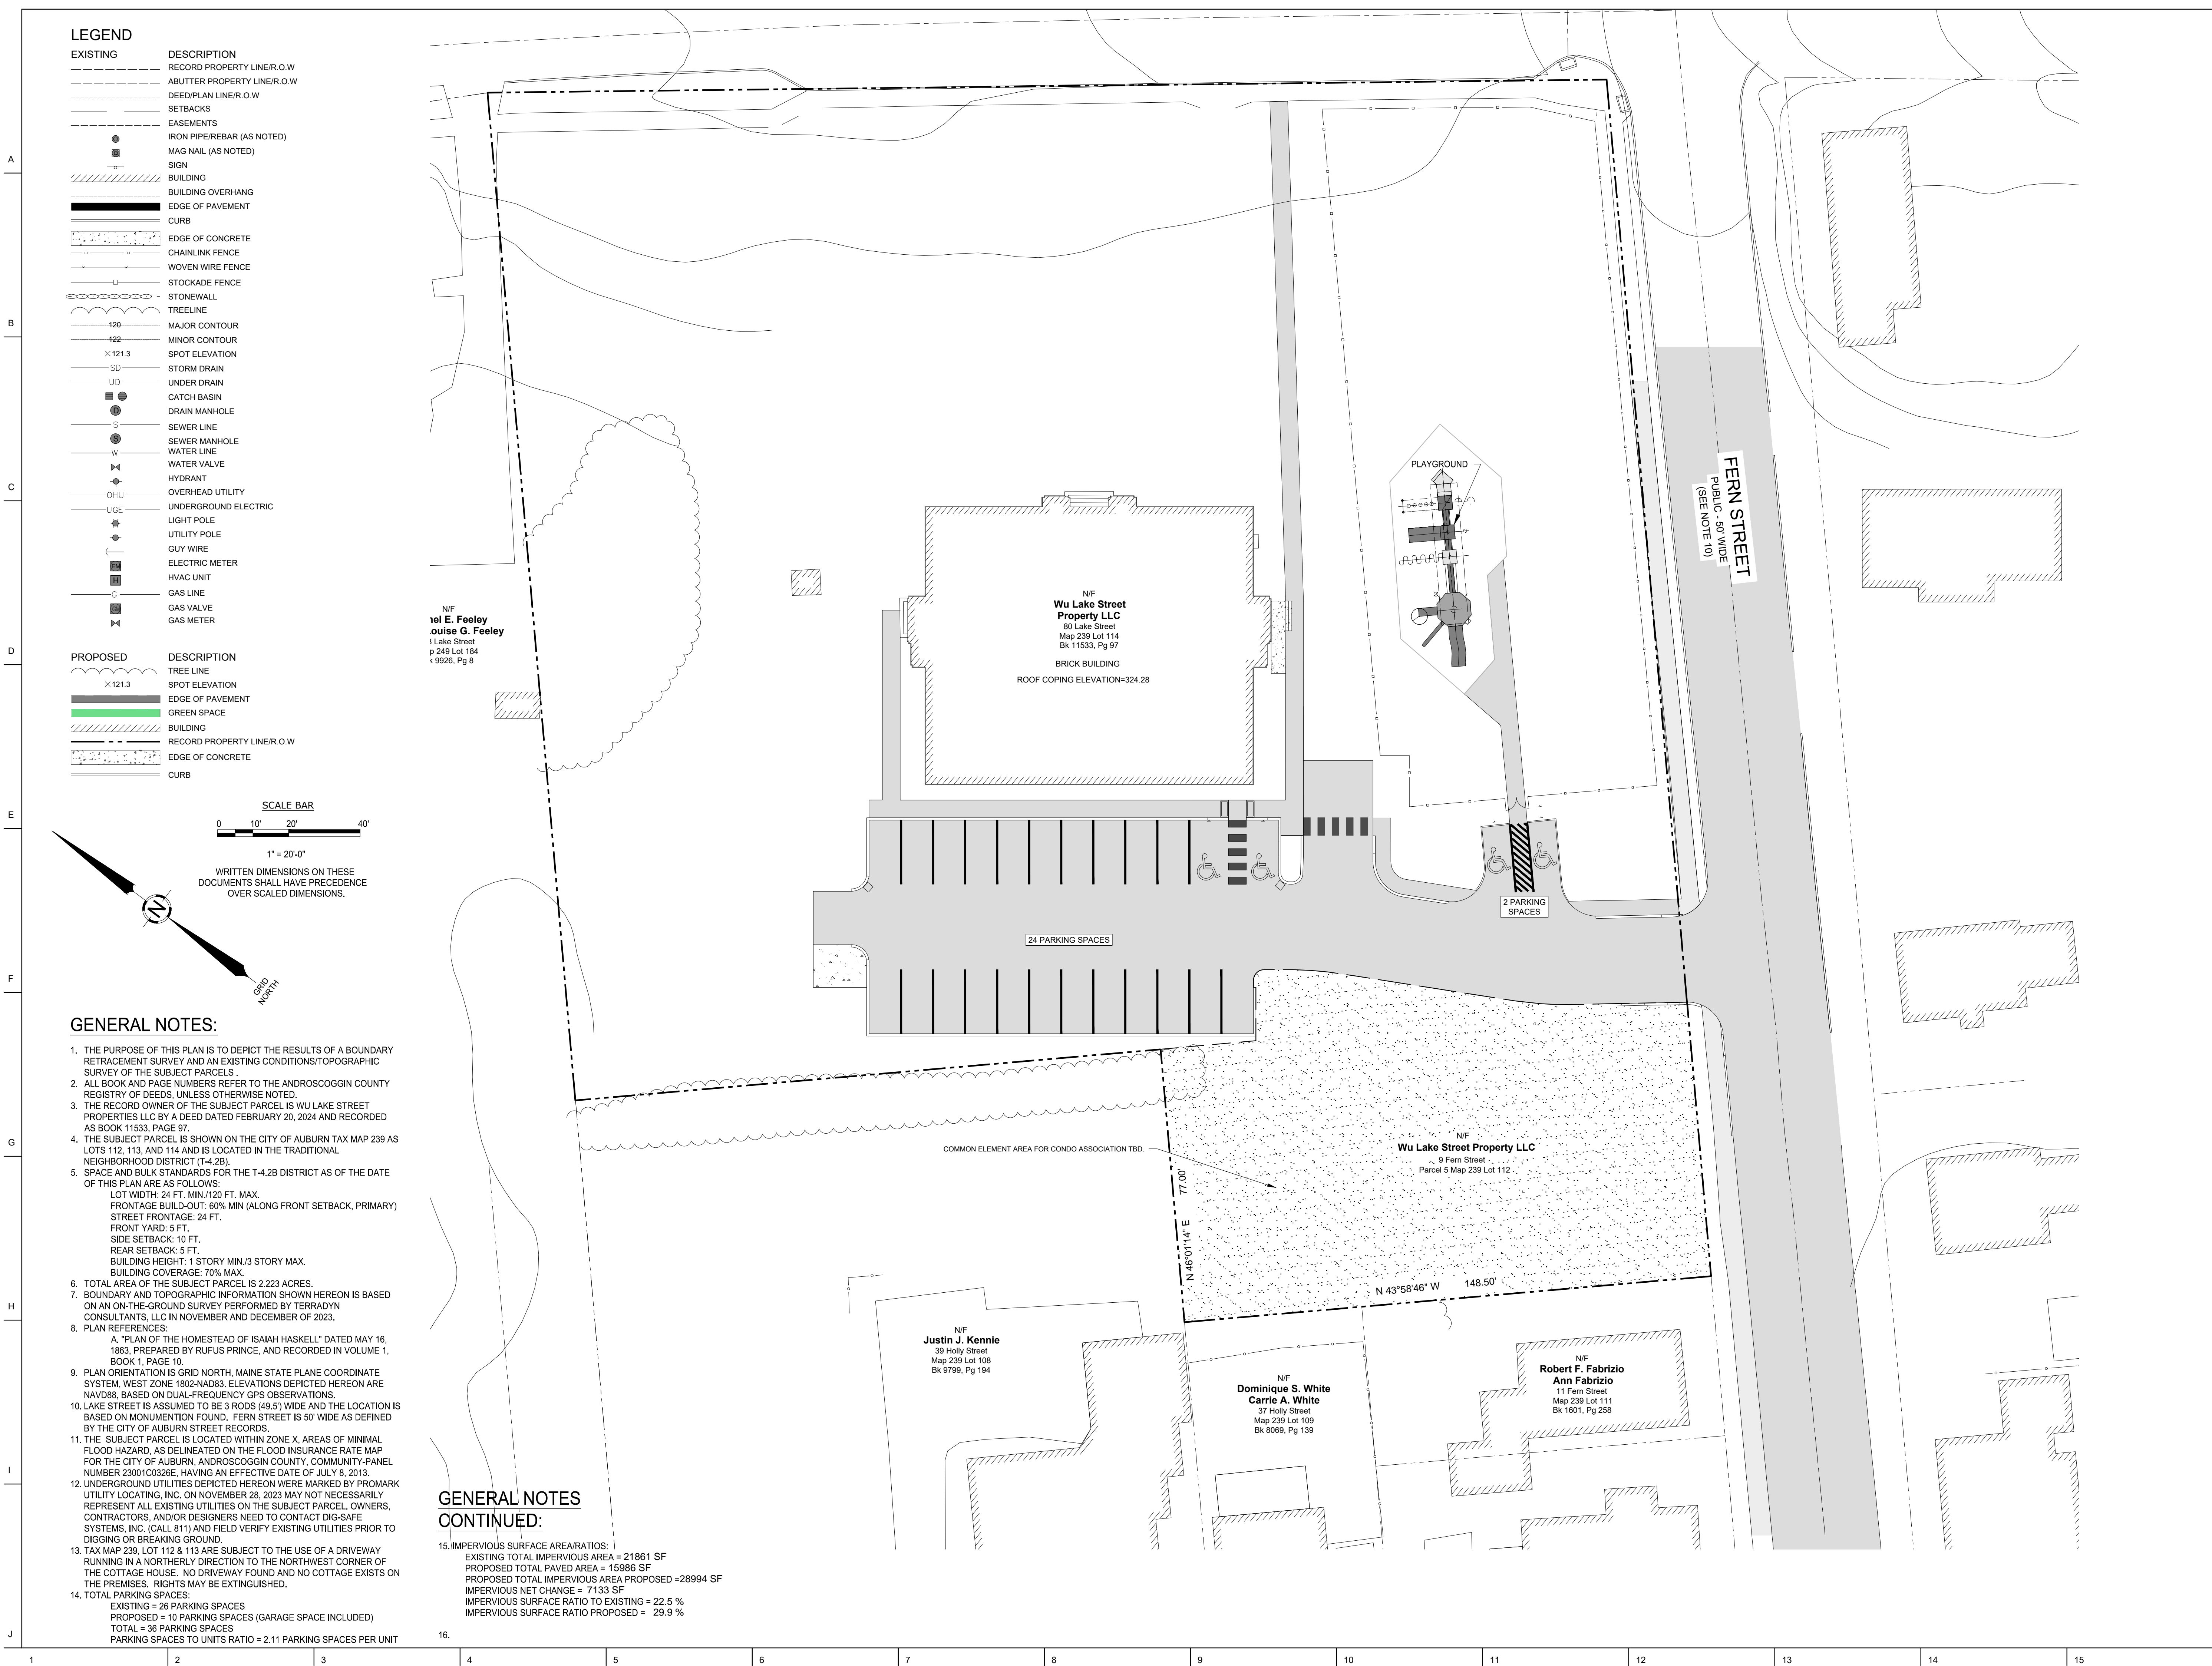 LEGEND
EXISTING DESCRIPTION
RECORD PROPERTY LINE/R.O.W
ABUTTER PROPERTY LINE/R.O.W
DEED/PLAN LINE/R.O.W
SETBACKS
EASEMENTS
IRON PIPE/REBAR (AS NOTED)
MAG NAIL (AS NOTED)
SIGN
BUILDING
BUILDING OVERHANG
EDGE OF PAVEMENT
CURB
EDGE OF CONCRETE
CHAINLINK FENCE
WOVEN WIRE FENCE
STOCKADE FENCE
STONEWALL
TREELINE
120 MAJOR CONTOUR
122 MINOR CONTOUR
×121.3 SPOT ELEVATION
SD STORM DRAIN
UD UNDER DRAIN
CATCH BASIN
D DRAIN MANHOLE
S SEWER LINE
S SEWER MANHOLE
W WATER LINE
WATER VALVE
HYDRANT
OHU OVERHEAD UTILITY
UGE UNDERGROUND ELECTRIC
LIGHT POLE
UTILITY POLE
GUY WIRE
EM ELECTRIC METER
H HVAC UNIT
G GAS LINE
GAS VALVE
GAS METER
PROPOSED DESCRIPTION
TREE LINE
×121.3 SPOT ELEVATION
EDGE OF PAVEMENT
GREEN SPACE
BUILDING
RECORD PROPERTY LINE/R.O.W
EDGE OF CONCRETE
CURB
SCALE BAR
0 10' 20' 40'
1" = 20'-0"
WRITTEN DIMENSIONS ON THESE
DOCUMENTS SHALL HAVE PRECEDENCE
OVER SCALED DIMENSIONS.
N
GRID
NORTH
GENERAL NOTES:
1. THE PURPOSE OF THIS PLAN IS TO DEPICT THE RESULTS OF A BOUNDARY
RETRACEMENT SURVEY AND AN EXISTING CONDITIONS/TOPOGRAPHIC
SURVEY OF THE SUBJECT PARCELS .
2. ALL BOOK AND PAGE NUMBERS REFER TO THE ANDROSCOGGIN COUNTY
REGISTRY OF DEEDS, UNLESS OTHERWISE NOTED.
3. THE RECORD OWNER OF THE SUBJECT PARCEL IS WU LAKE STREET
PROPERTIES LLC BY A DEED DATED FEBRUARY 20, 2024 AND RECORDED
AS BOOK 11533, PAGE 97.
4. THE SUBJECT PARCEL IS SHOWN ON THE CITY OF AUBURN TAX MAP 239 AS
LOTS 112, 113, AND 114 AND IS LOCATED IN THE TRADITIONAL
NEIGHBORHOOD DISTRICT (T-4.2B).
5. SPACE AND BULK STANDARDS FOR THE T-4.2B DISTRICT AS OF THE DATE
OF THIS PLAN ARE AS FOLLOWS:
LOT WIDTH: 24 FT. MIN./120 FT. MAX.
FRONTAGE BUILD-OUT: 60% MIN (ALONG FRONT SETBACK, PRIMARY)
STREET FRONTAGE: 24 FT.
FRONT YARD: 5 FT.
SIDE SETBACK: 10 FT.
REAR SETBACK: 5 FT.
BUILDING HEIGHT: 1 STORY MIN./3 STORY MAX.
BUILDING COVERAGE: 70% MAX.
6. TOTAL AREA OF THE SUBJECT PARCEL IS 2.223 ACRES.
7. BOUNDARY AND TOPOGRAPHIC INFORMATION SHOWN HEREON IS BASED
ON AN ON-THE-GROUND SURVEY PERFORMED BY TERRADYN
CONSULTANTS, LLC IN NOVEMBER AND DECEMBER OF 2023.
8. PLAN REFERENCES:
A. "PLAN OF THE HOMESTEAD OF ISAIAH HASKELL" DATED MAY 16,
1863, PREPARED BY RUFUS PRINCE, AND RECORDED IN VOLUME 1,
BOOK 1, PAGE 10.
9. PLAN ORIENTATION IS GRID NORTH, MAINE STATE PLANE COORDINATE
SYSTEM, WEST ZONE 1802-NAD83. ELEVATIONS DEPICTED HEREON ARE
NAVD88, BASED ON DUAL-FREQUENCY GPS OBSERVATIONS.
10. LAKE STREET IS ASSUMED TO BE 3 RODS (49.5') WIDE AND THE LOCATION IS
BASED ON MONUMENTION FOUND. FERN STREET IS 50' WIDE AS DEFINED
BY THE CITY OF AUBURN STREET RECORDS.
11. THE SUBJECT PARCEL IS LOCATED WITHIN ZONE X, AREAS OF MINIMAL
FLOOD HAZARD, AS DELINEATED ON THE FLOOD INSURANCE RATE MAP
FOR THE CITY OF AUBURN, ANDROSCOGGIN COUNTY, COMMUNITY-PANEL
NUMBER 23001C0326E, HAVING AN EFFECTIVE DATE OF JULY 8, 2013.
12. UNDERGROUND UTILITIES DEPICTED HEREON WERE MARKED BY PROMARK
UTILITY LOCATING, INC. ON NOVEMBER 28, 2023 MAY NOT NECESSARILY
REPRESENT ALL EXISTING UTILITIES ON THE SUBJECT PARCEL. OWNERS,
CONTRACTORS, AND/OR DESIGNERS NEED TO CONTACT DIG-SAFE
SYSTEMS, INC. (CALL 811) AND FIELD VERIFY EXISTING UTILITIES PRIOR TO
DIGGING OR BREAKING GROUND.
13. TAX MAP 239, LOT 112 & 113 ARE SUBJECT TO THE USE OF A DRIVEWAY
RUNNING IN A NORTHERLY DIRECTION TO THE NORTHWEST CORNER OF
THE COTTAGE HOUSE. NO DRIVEWAY FOUND AND NO COTTAGE EXISTS ON
THE PREMISES. RIGHTS MAY BE EXTINGUISHED.
14. TOTAL PARKING SPACES:
EXISTING = 26 PARKING SPACES
PROPOSED = 10 PARKING SPACES (GARAGE SPACE INCLUDED)
TOTAL = 36 PARKING SPACES
PARKING SPACES TO UNITS RATIO = 2.11 PARKING SPACES PER UNIT
GENERAL NOTES
CONTINUED:
15. IMPERVIOUS SURFACE AREA/RATIOS:
EXISTING TOTAL IMPERVIOUS AREA = 21861 SF
PROPOSED TOTAL PAVED AREA = 15986 SF
PROPOSED TOTAL IMPERVIOUS AREA PROPOSED =28994 SF
IMPERVIOUS NET CHANGE = 7133 SF
IMPERVIOUS SURFACE RATIO TO EXISTING = 22.5 %
IMPERVIOUS SURFACE RATIO PROPOSED = 29.9 %
16.
N/F
nel E. Feeley
ouise G. Feeley
Lake Street
p 249 Lot 184
k 9926, Pg 8
N/F
Wu Lake Street
Property LLC
80 Lake Street
Map 239 Lot 114
Bk 11533, Pg 97
BRICK BUILDING
ROOF COPING ELEVATION=324.28
PLAYGROUND
FERN STREET
PUBLIC - 50' WIDE
(SEE NOTE 10)
2 PARKING
SPACES
24 PARKING SPACES
COMMON ELEMENT AREA FOR CONDO ASSOCIATION TBD.
N/F
Wu Lake Street Property LLC
9 Fern Street
Parcel 5 Map 239 Lot 112
N 46°01'14" E 77.00'
N 43°58'46" W 148.50'
N/F
Justin J. Kennie
39 Holly Street
Map 239 Lot 108
Bk 9799, Pg 194
N/F
Dominique S. White
Carrie A. White
37 Holly Street
Map 239 Lot 109
Bk 8069, Pg 139
N/F
Robert F. Fabrizio
Ann Fabrizio
11 Fern Street
Map 239 Lot 111
Bk 1601, Pg 258
A
B
C
D
E
F
G
H
I
J
1 2 3 4 5 6 7 8 9 10 11 12 13 14 15